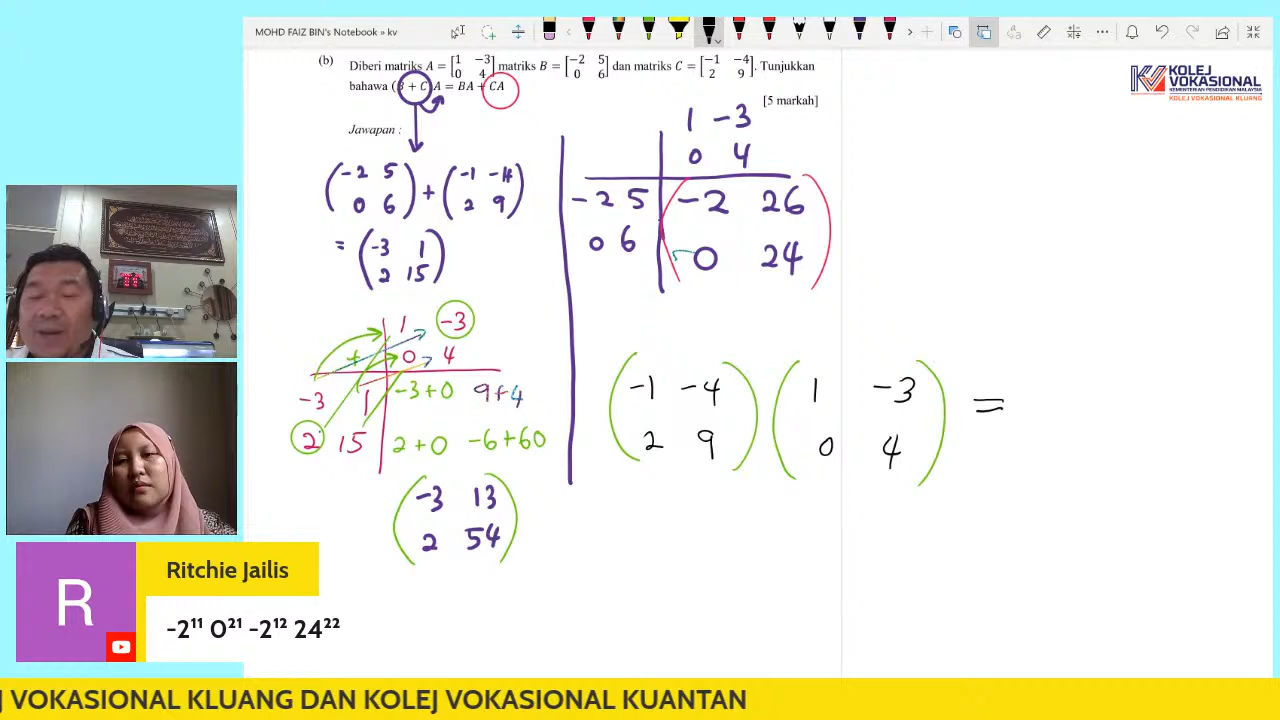 MOHD FAIZ BIN's Notebook » kv
(b) Diberi matriks A = [1 -3 0 4] matriks B = [-2 5 0 6] dan matriks C = [-1 -4 2 9]. Tunjukkan
bahawa (B + C)A = BA + CA
[5 markah]
Jawapan :
KOLEJ
VOKASIONAL
KEMENTERIAN PENDIDIKAN MALAYSIA
KOLEJ VOKASIONAL KLUANG
(-2 5 0 6) + (-1 -4 2 9)
= (-3 1 2 15)
1 -3
+ 0 4
-3 1 -3+0 9+4
2 15 2+0 -6+60
(-3 13
2 54)
1 -3
0 4
-2 5 -2 26
0 6 0 24
(-1 -4 2 9) (1 -3 0 4) =
R
Ritchie Jailis
-2¹¹ 0²¹ -2¹² 24²²
J VOKASIONAL KLUANG DAN KOLEJ VOKASIONAL KUANTAN